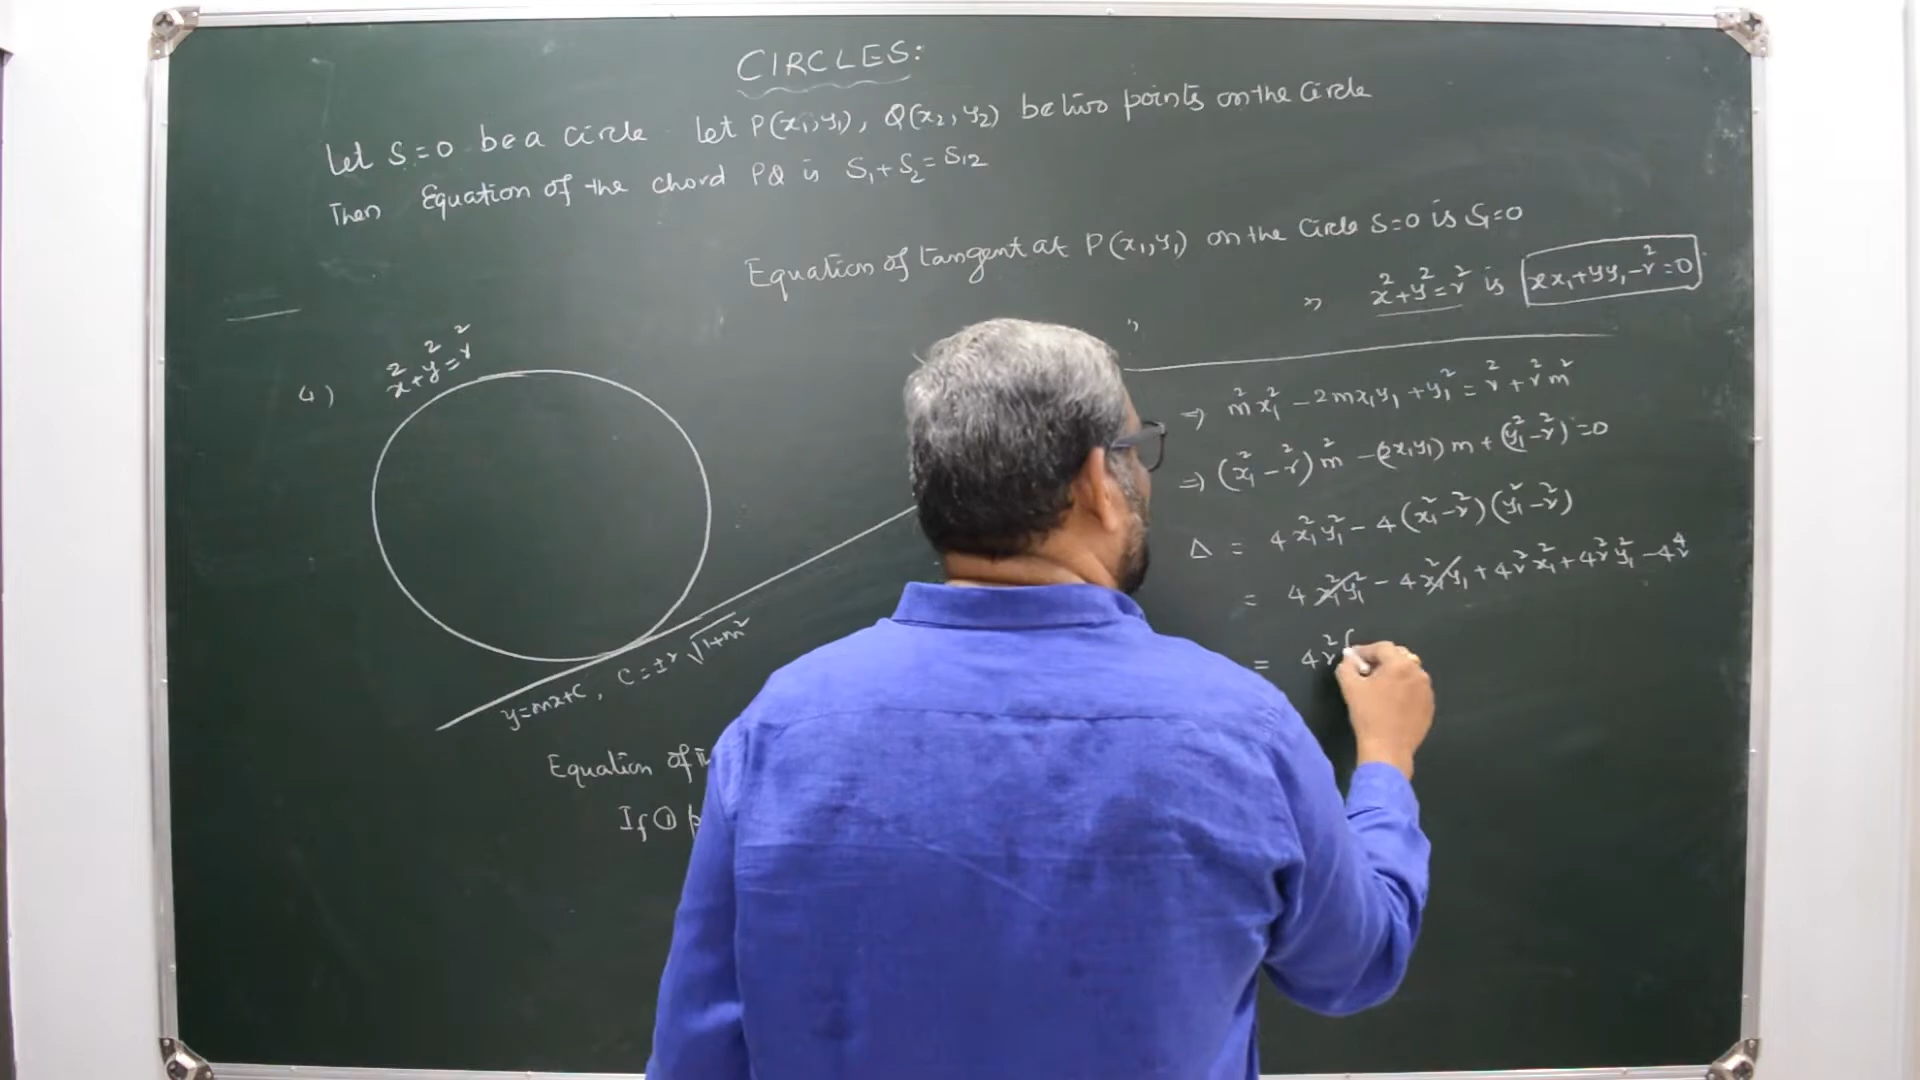 CIRCLES:
Let S=0 be a circle let P(x₁,y₁), Q(x₂,y₂) be two points on the circle
Then Equation of the chord PQ is S₁+S₂=S₁₂
Equation of tangent at P(x₁,y₁) on the circle S=0 is S₁=0
" " x²+y²=r² is xx₁+yy₁-r²=0
4) x²+y²=r²
y=mx+c, c=±r√1+m²
Equation of
If ①
⇒ m²x₁² - 2mx₁y₁ + y₁² = r² + r²m²
⇒ (x₁² - r²)m² - (2x₁y₁)m + (y₁² - r²) = 0
Δ = 4x₁²y₁² - 4(x₁² - r²)(y₁² - r²)
= 4x₁²y₁² - 4x₁²y₁ + 4r²x₁² + 4r²y₁² - 4r⁴
= 4r²(